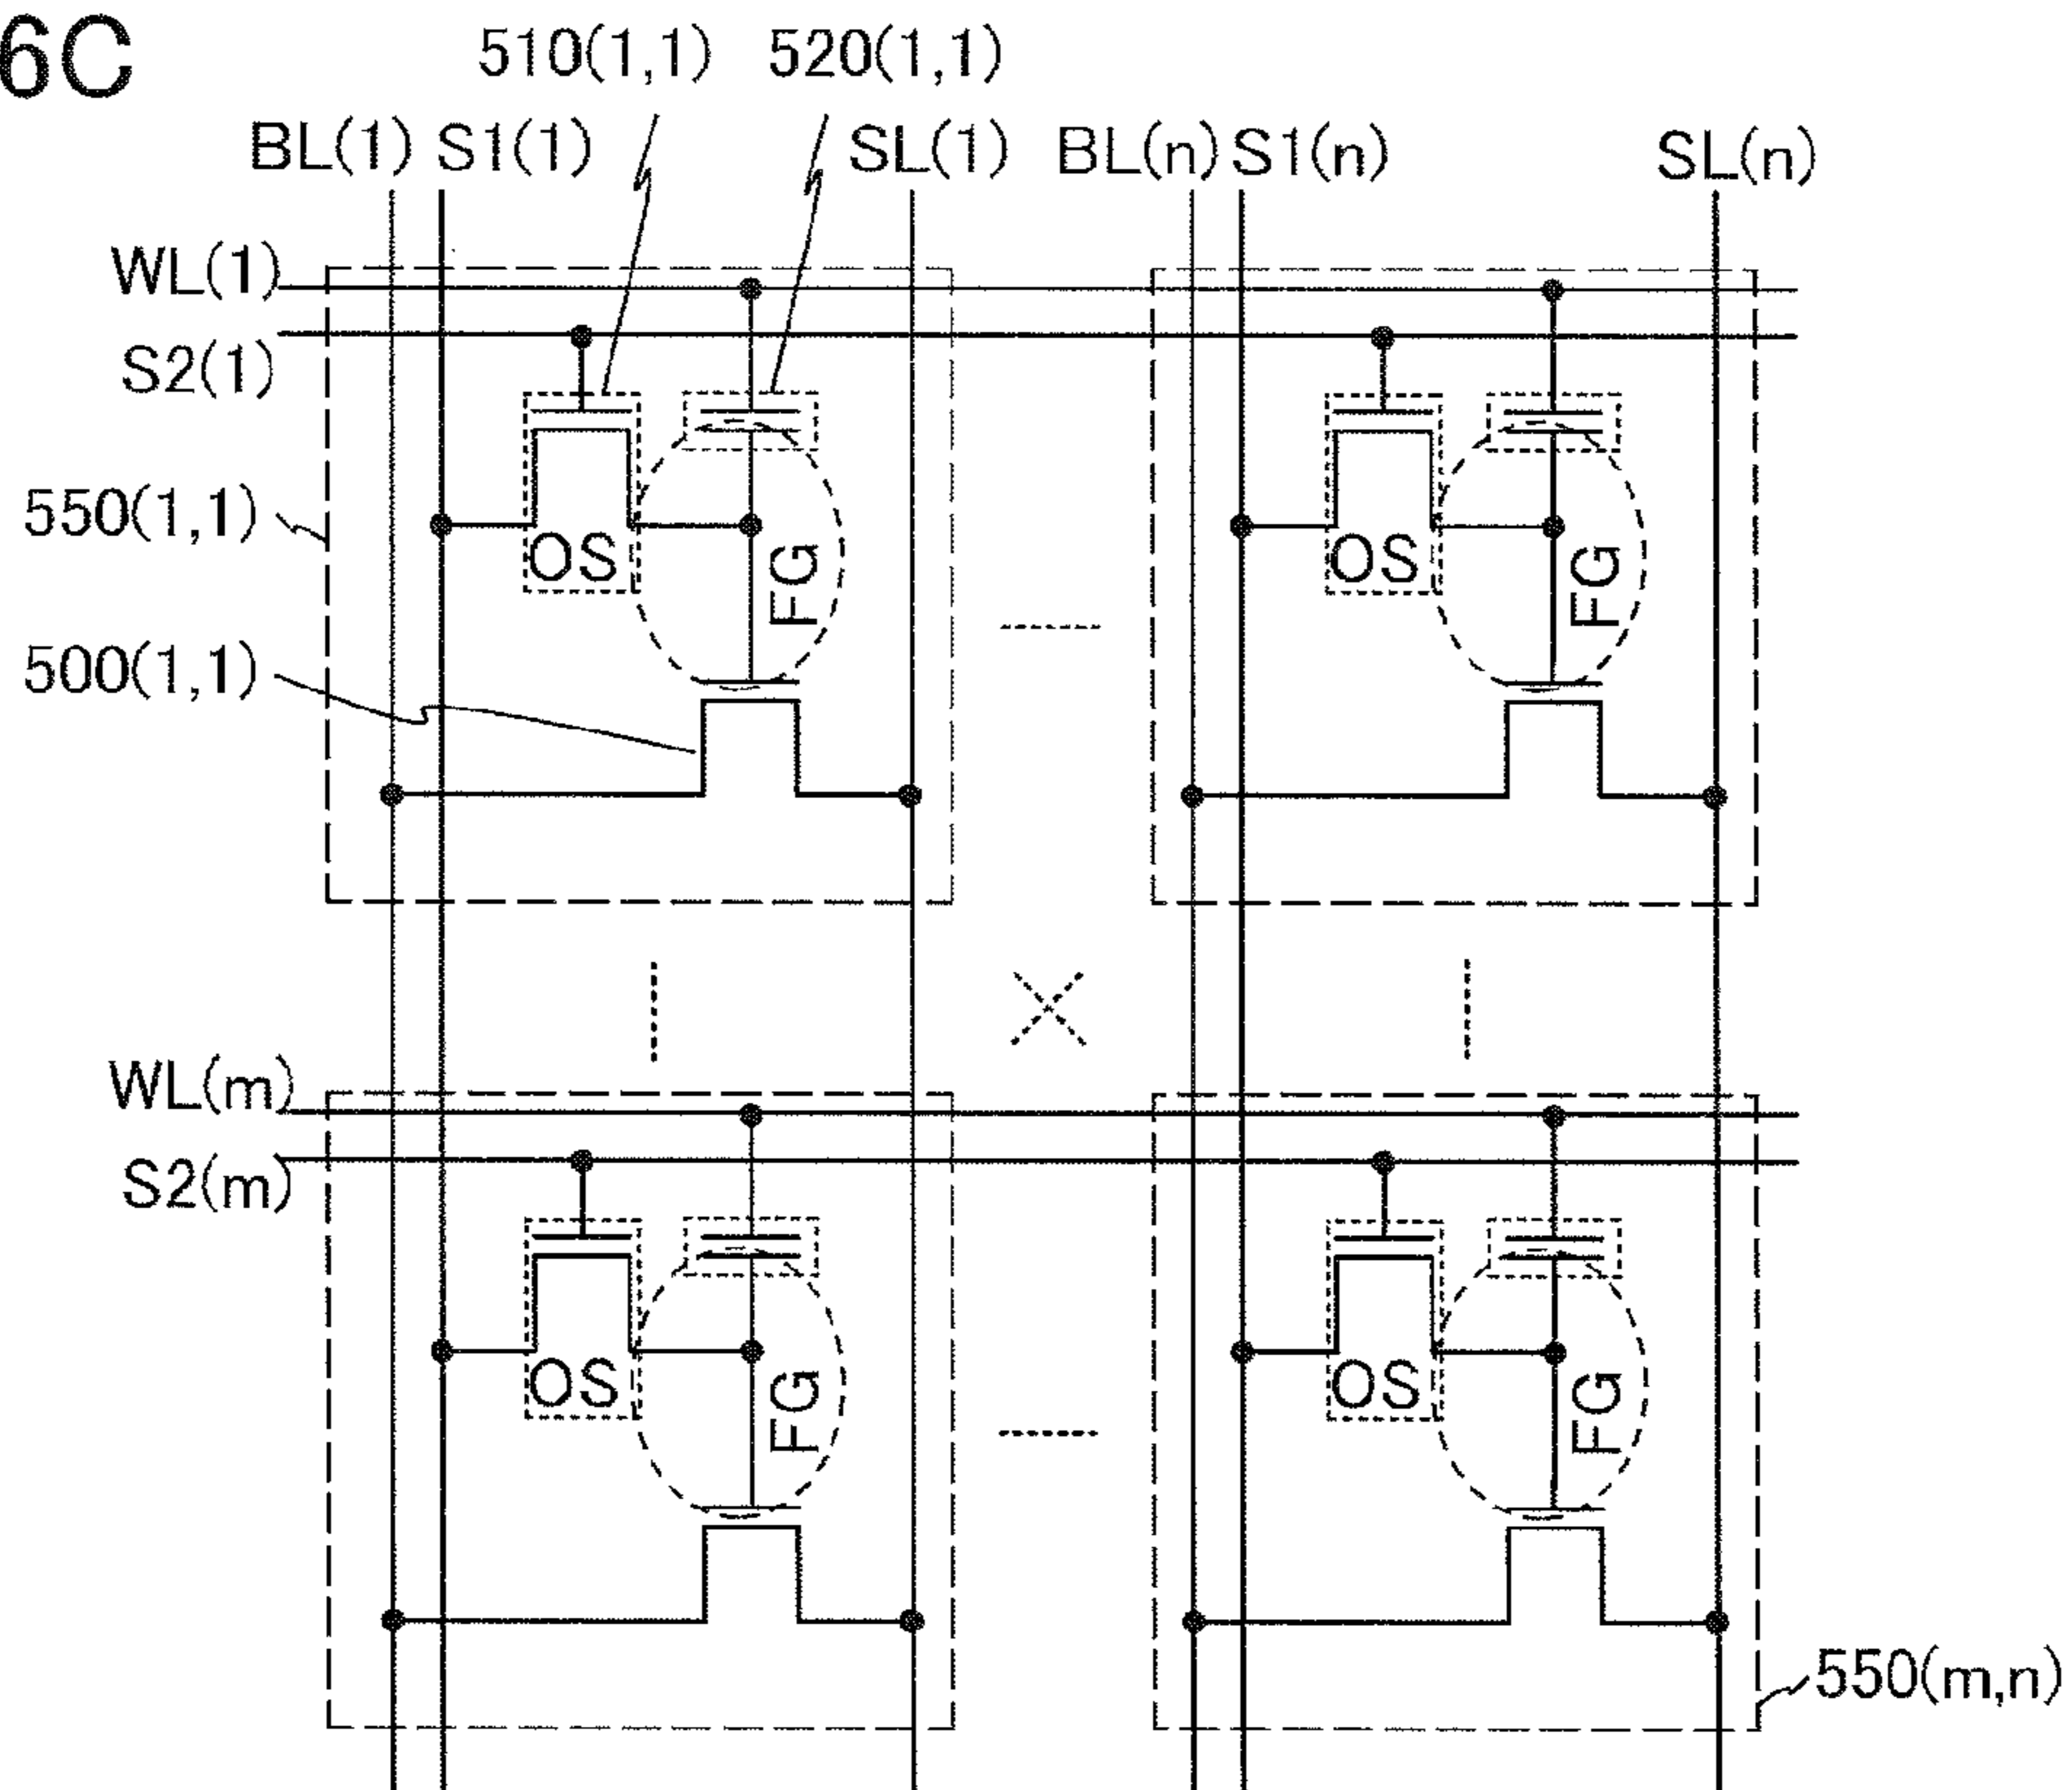 6C
510(1,1) 520(1,1)
BL(1) S1(1) SL(1) BL(n) S1(n) SL(n)
WL(1)
S2(1)
550(1,1)
OS FG OS FG
500(1,1)
WL(m)
S2(m)
OS FG OS FG
550(m,n)